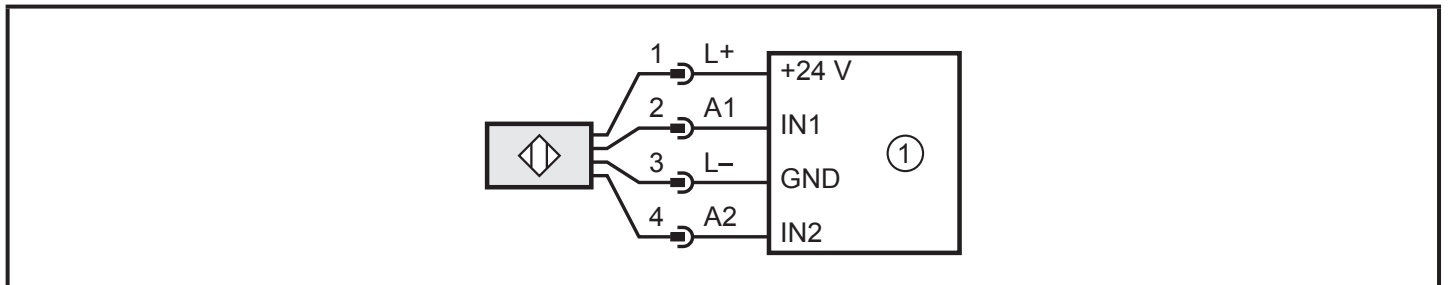 1 L+
+24 V
2 A1
IN1
①
3 L–
GND
4 A2
IN2